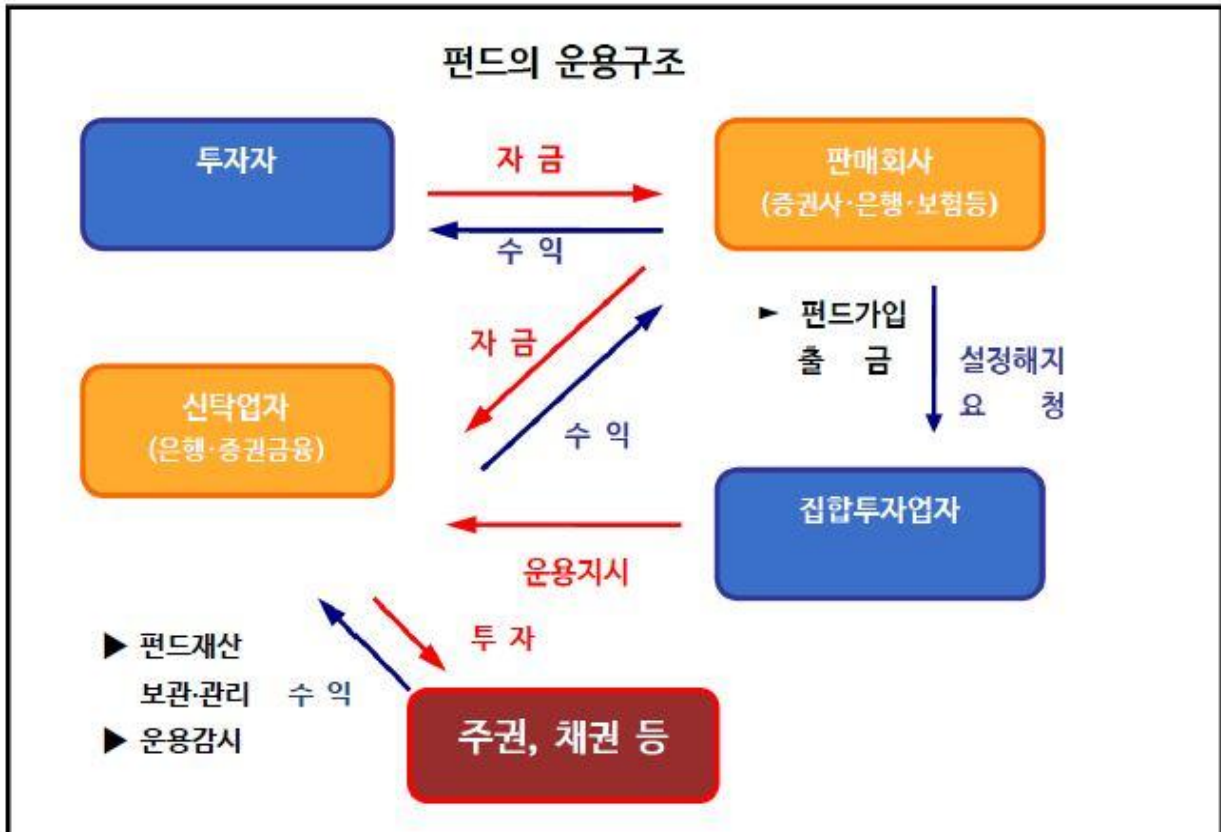 펀드의 운용구조
투자자
자 금
판매회사
(증권사·은행·보험등)
수 익
► 펀드가입
출 금
설정해지
요 청
자 금
수 익
신탁업자
(은행·증권금융)
집합투자업자
운용지시
투 자
▶ 펀드재산
보관·관리
▶ 운용감시
수 익
주권, 채권 등